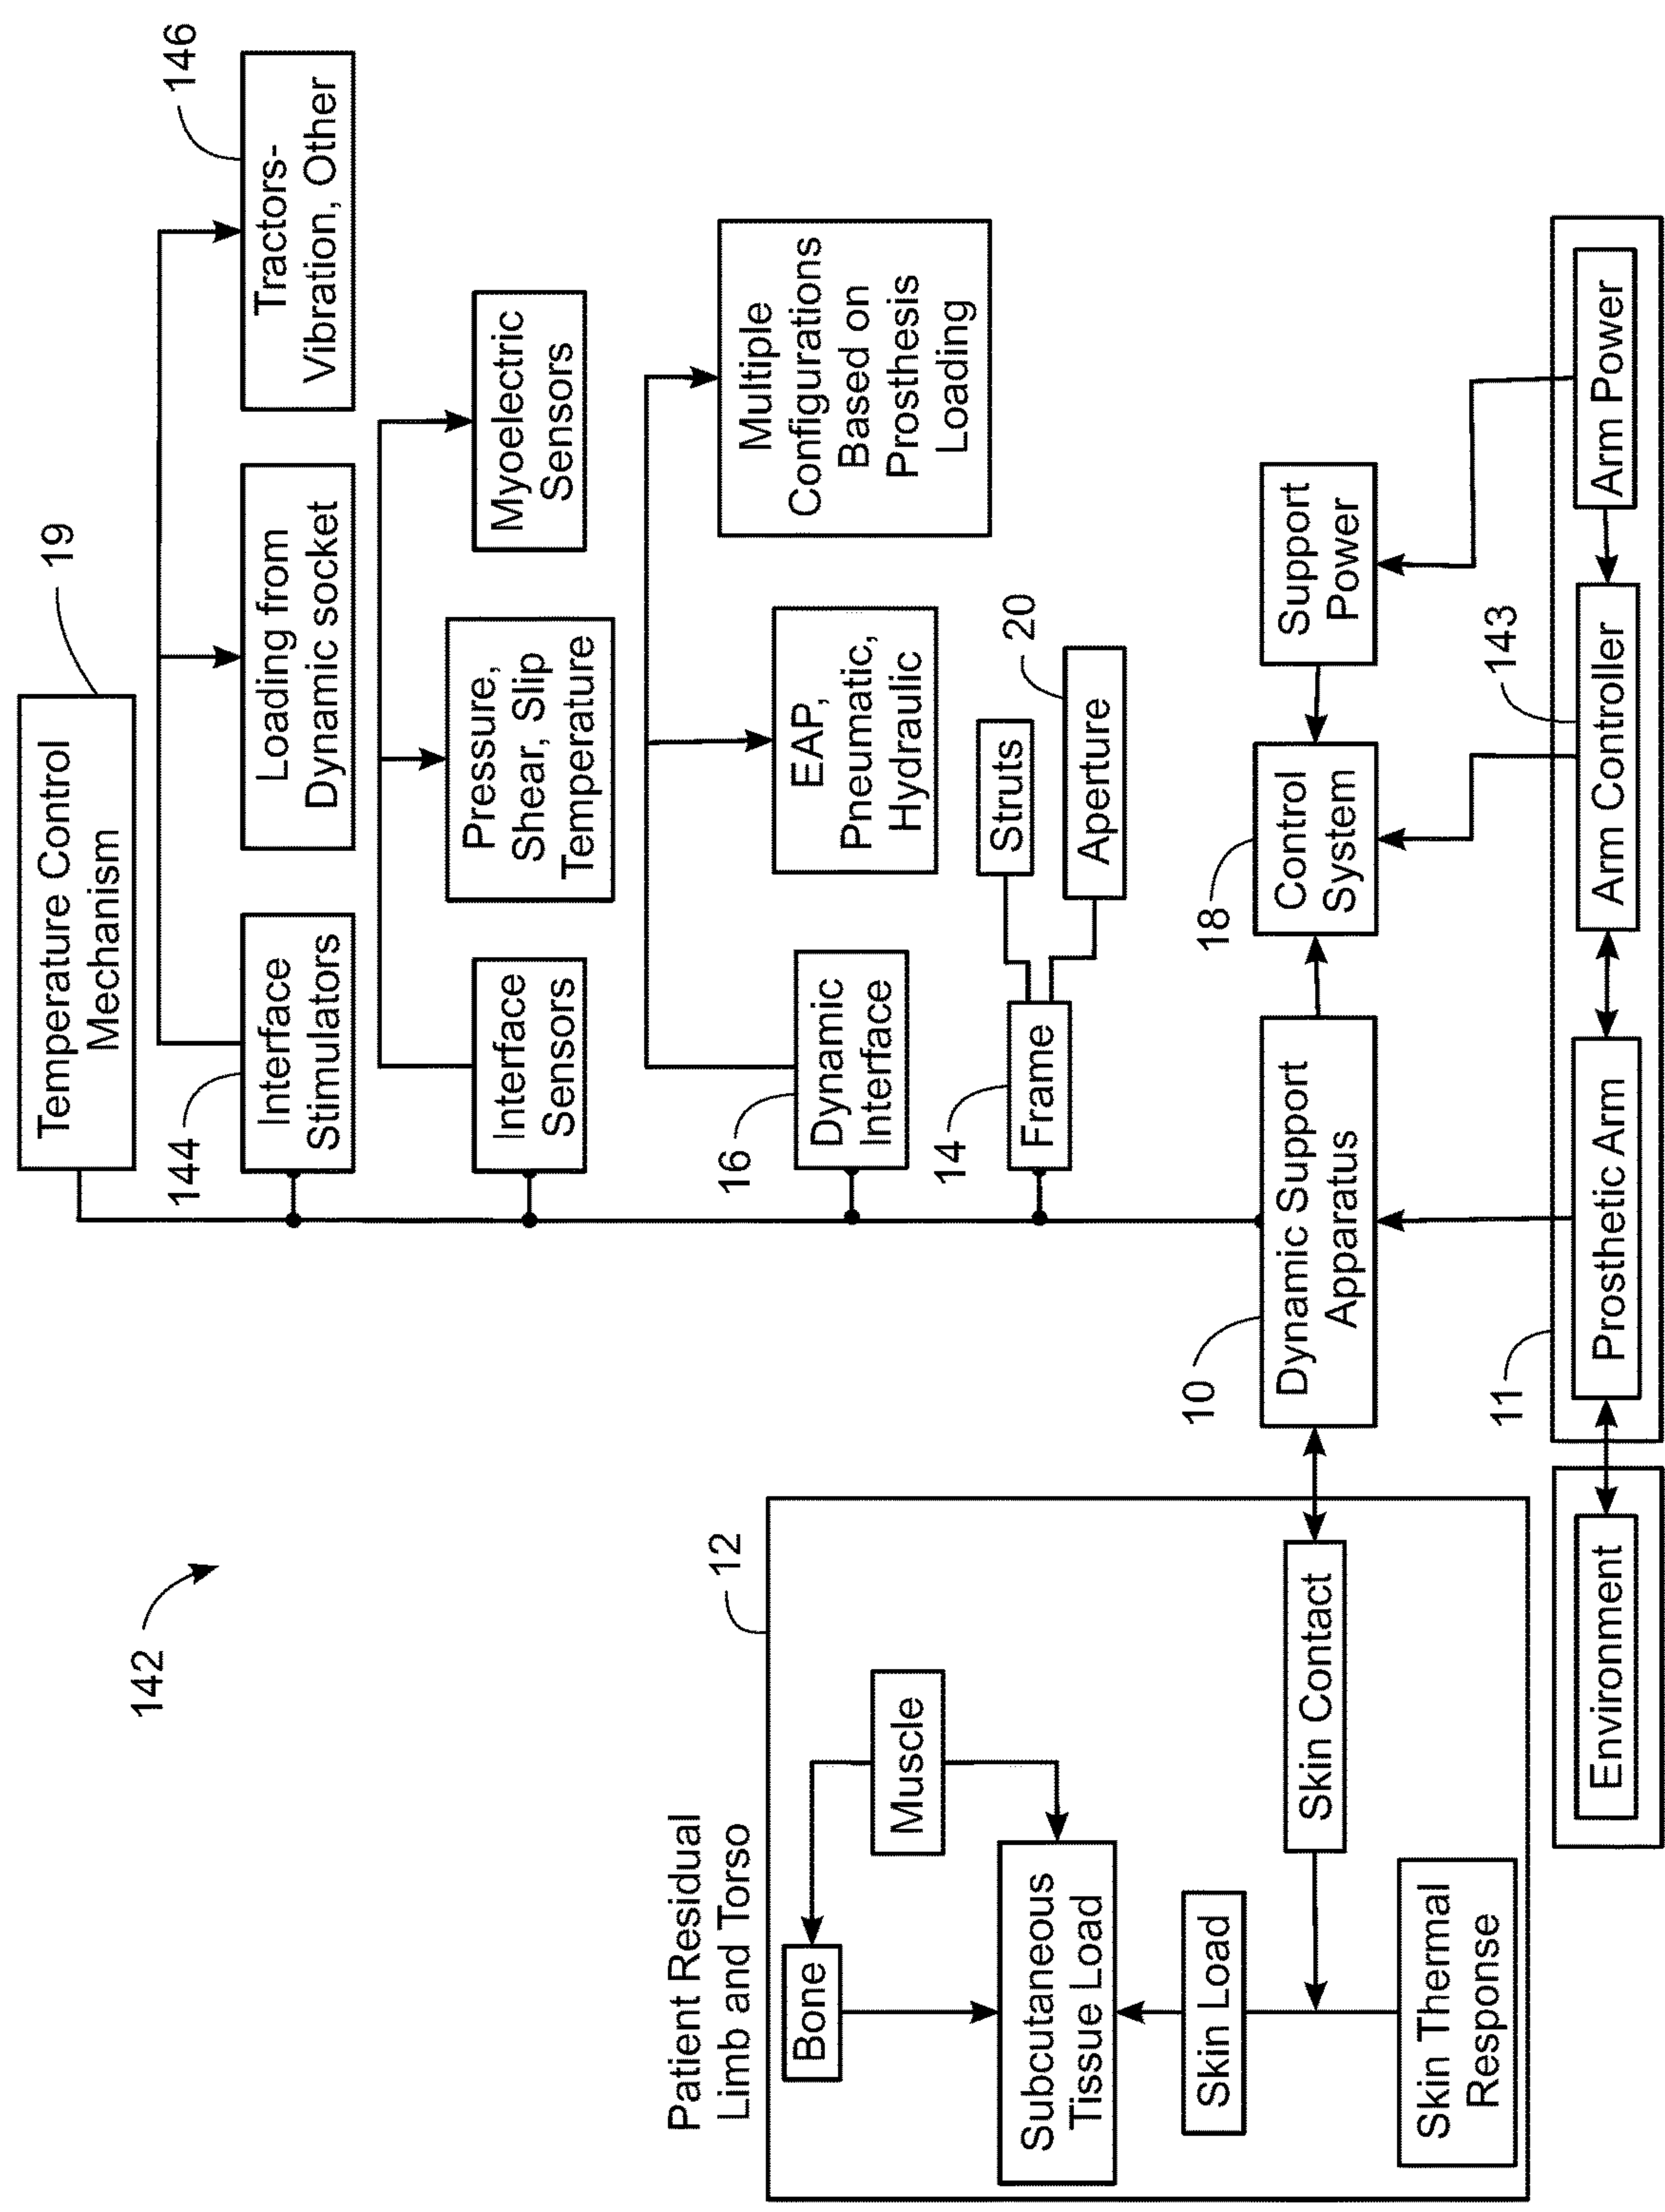 142
Temperature Control
Mechanism
19
144
Interface
Stimulators
Loading from
Dynamic socket
Tractors-
Vibration, Other
146
Interface
Sensors
Pressure,
Shear, Slip
Temperature
Myoelectric
Sensors
16
Dynamic
Interface
EAP,
Pneumatic,
Hydraulic
Multiple
Configurations
Based on
Prosthesis
Loading
14
Frame
Struts
Aperture
20
Patient Residual
Limb and Torso
12
Bone
Muscle
Subcutaneous
Tissue Load
Skin Load
Skin Contact
Skin Thermal
Response
10
Dynamic Support
Apparatus
18
Control
System
Support
Power
Environment
11
Prosthetic Arm
Arm Controller
143
Arm Power